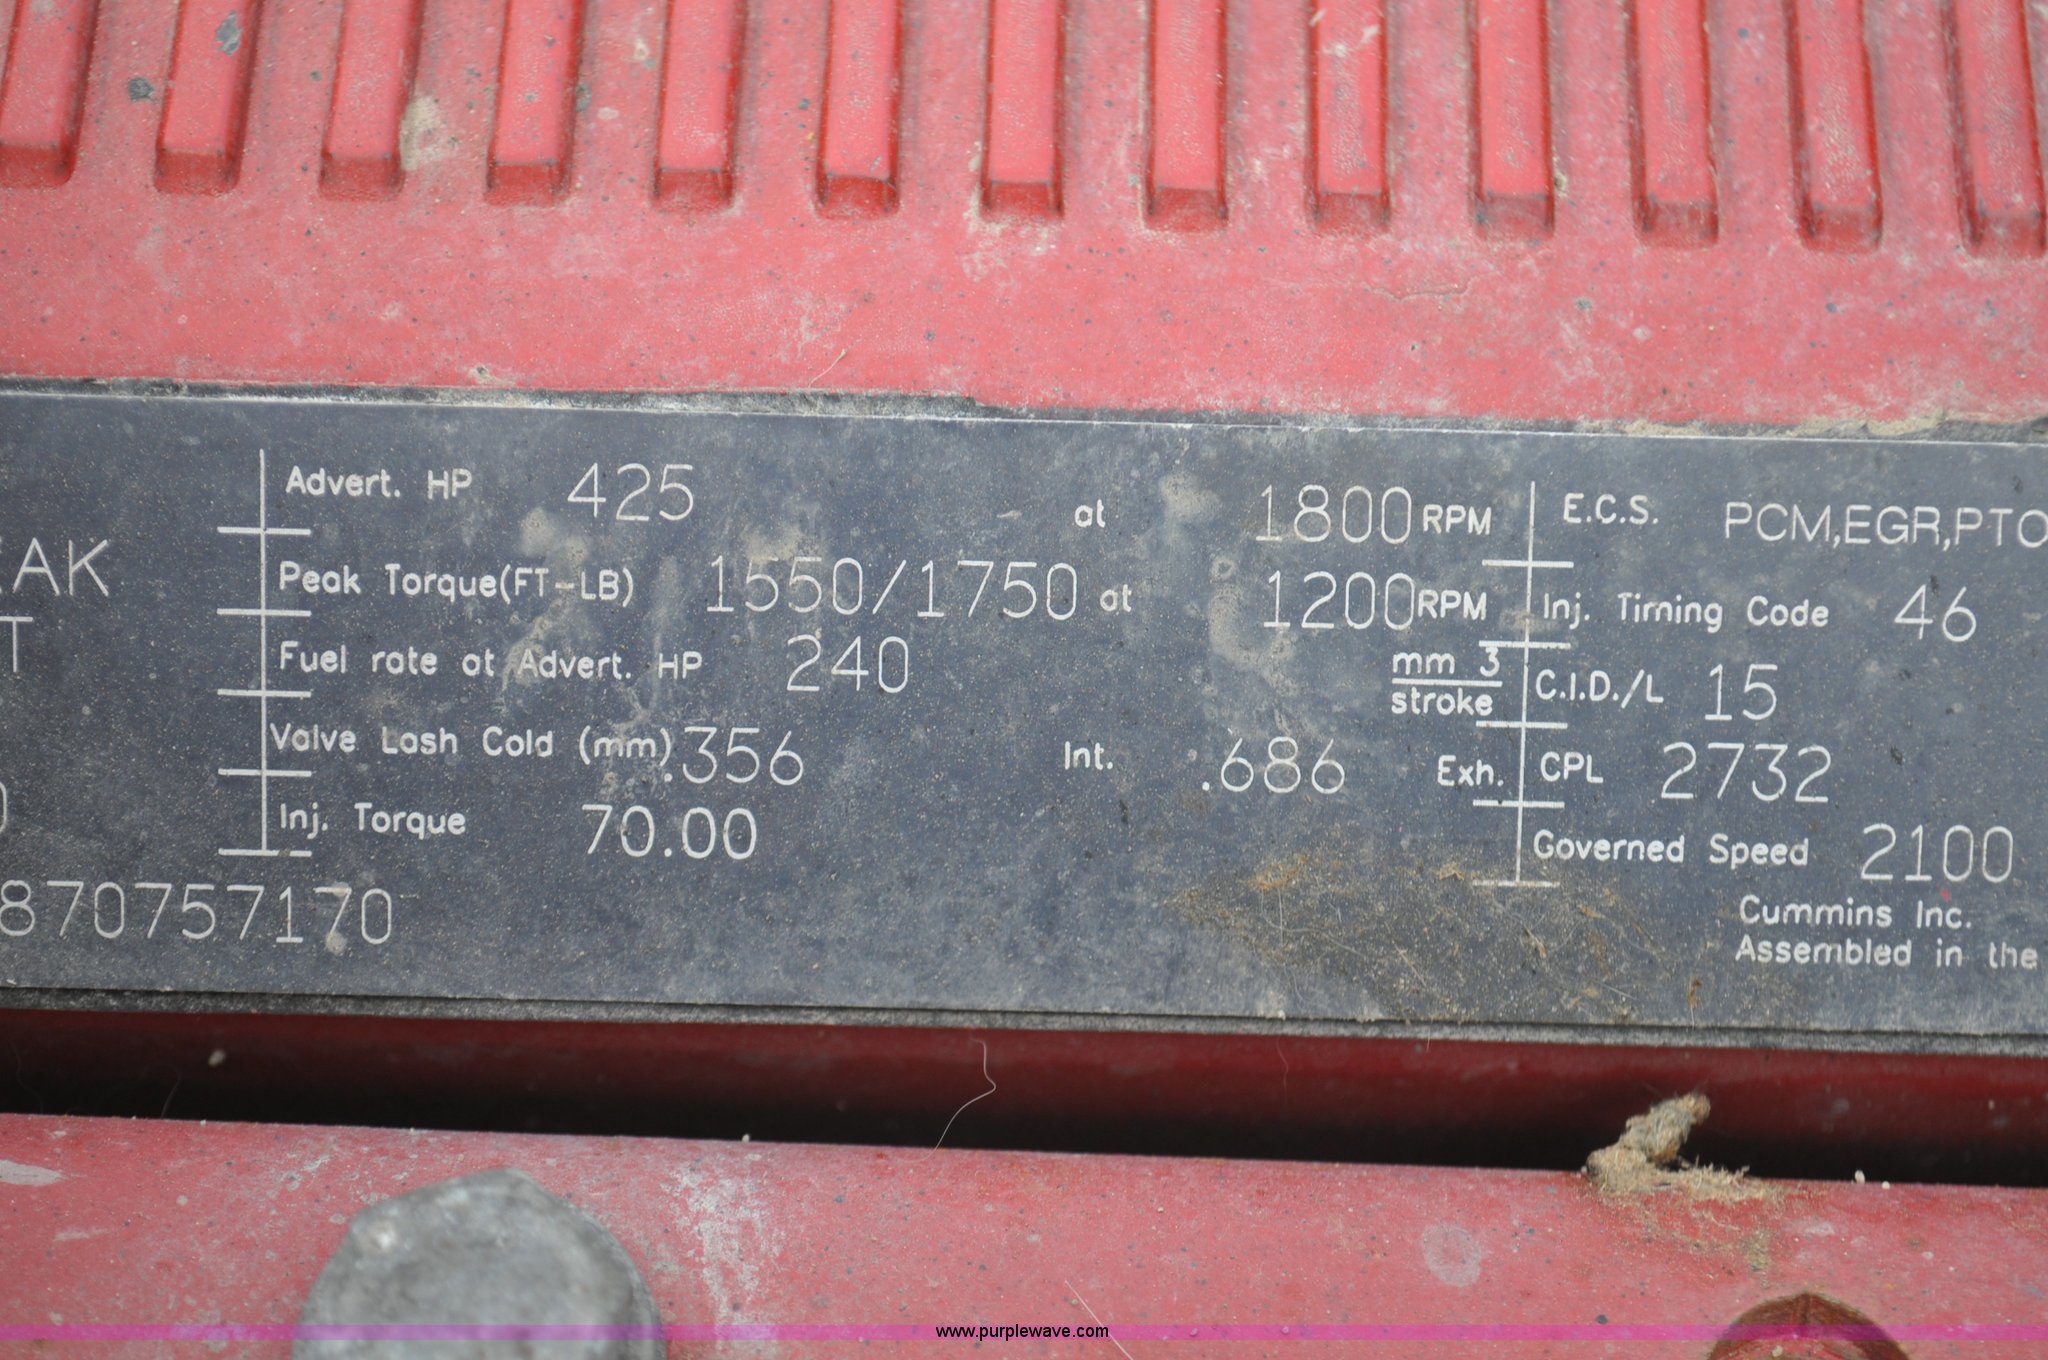 Advert. HP 425 at 1800 RPM
Peak Torque(FT-LB) 1550/1750 at 1200 RPM
Fuel rate at Advert. HP 240 mm 3
stroke
Valve Lash Cold (mm) .356 Int. .686 Exh.
Inj. Torque 70.00
870757170
E.C.S. PCM,EGR,PTO
Inj. Timing Code 46
C.I.D./L 15
CPL 2732
Governed Speed 2100
Cummins Inc.
Assembled in the
www.purplewave.com